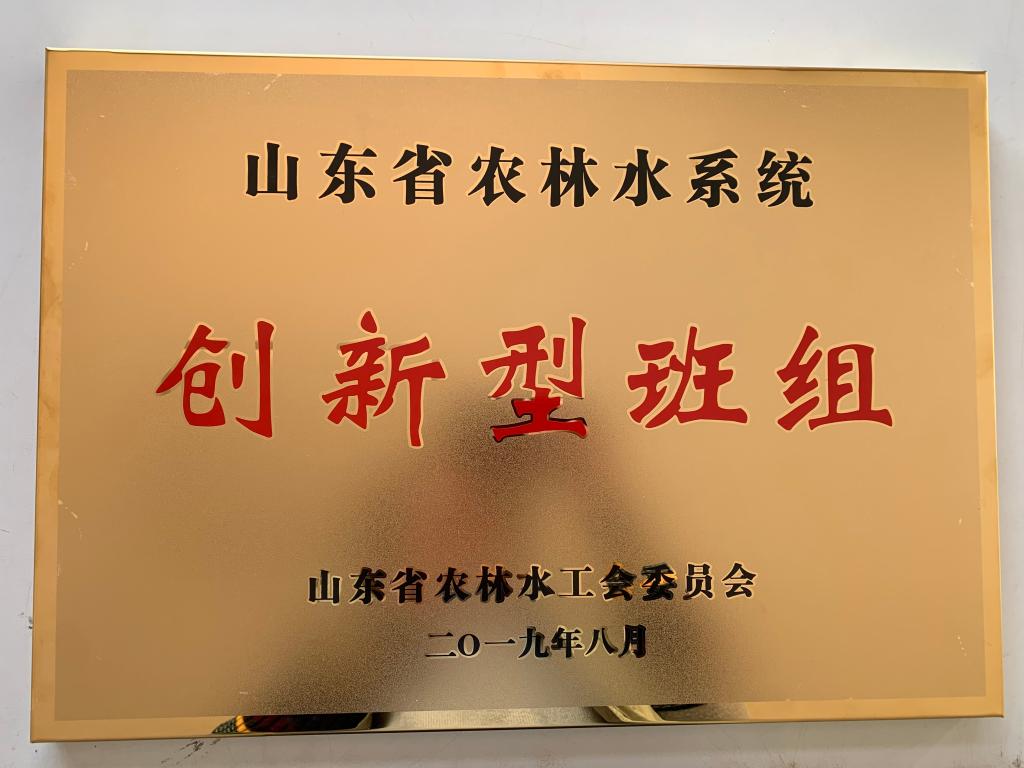 山东省农林水系统
创新型班组
山东省农林水工会委员会
二〇一九年八月